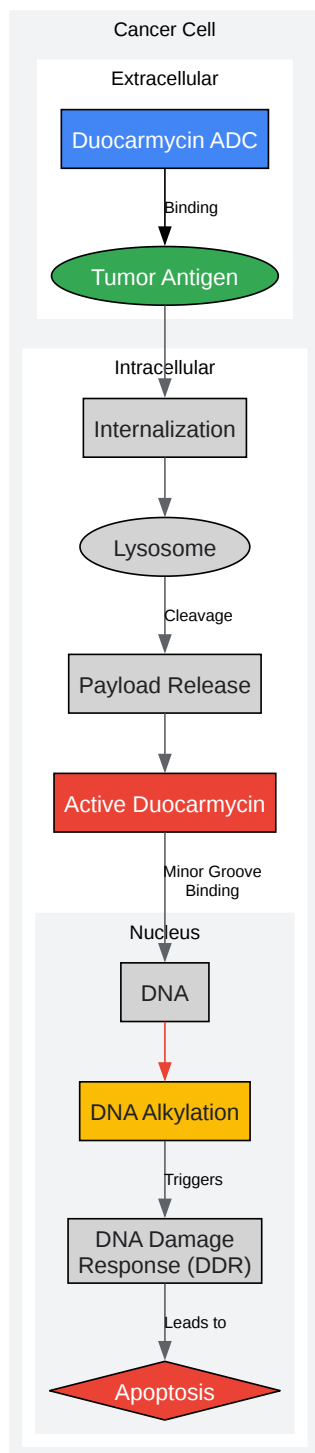 Cancer Cell
Extracellular
Duocarmycin ADC
Binding
Tumor Antigen
Intracellular
Internalization
Lysosome
Cleavage
Payload Release
Active Duocarmycin
Minor Groove
Binding
Nucleus
DNA
DNA Alkylation
Triggers
DNA Damage
Response (DDR)
Leads to
Apoptosis